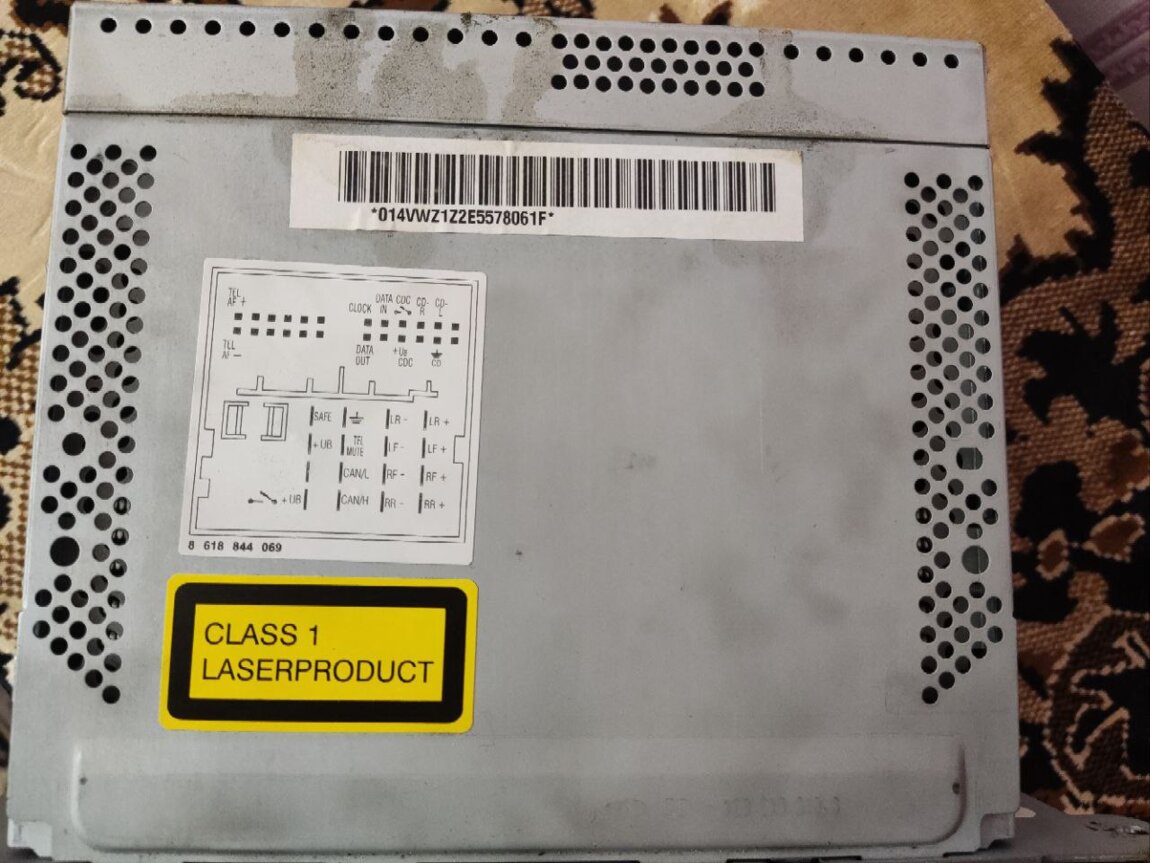 *014VWZ1Z2E5578061F*
TEL
AF +
CLOCK DATA IN CDC CD- R CD- L
TEL
AF −
DATA OUT +UB CDC CD
SAFE LR - LR +
+ UB TEL MUTE LF - LF +
CAN/L RF - RF +
+ UB CAN/H RR - RR +
8 618 844 069
CLASS 1
LASERPRODUCT